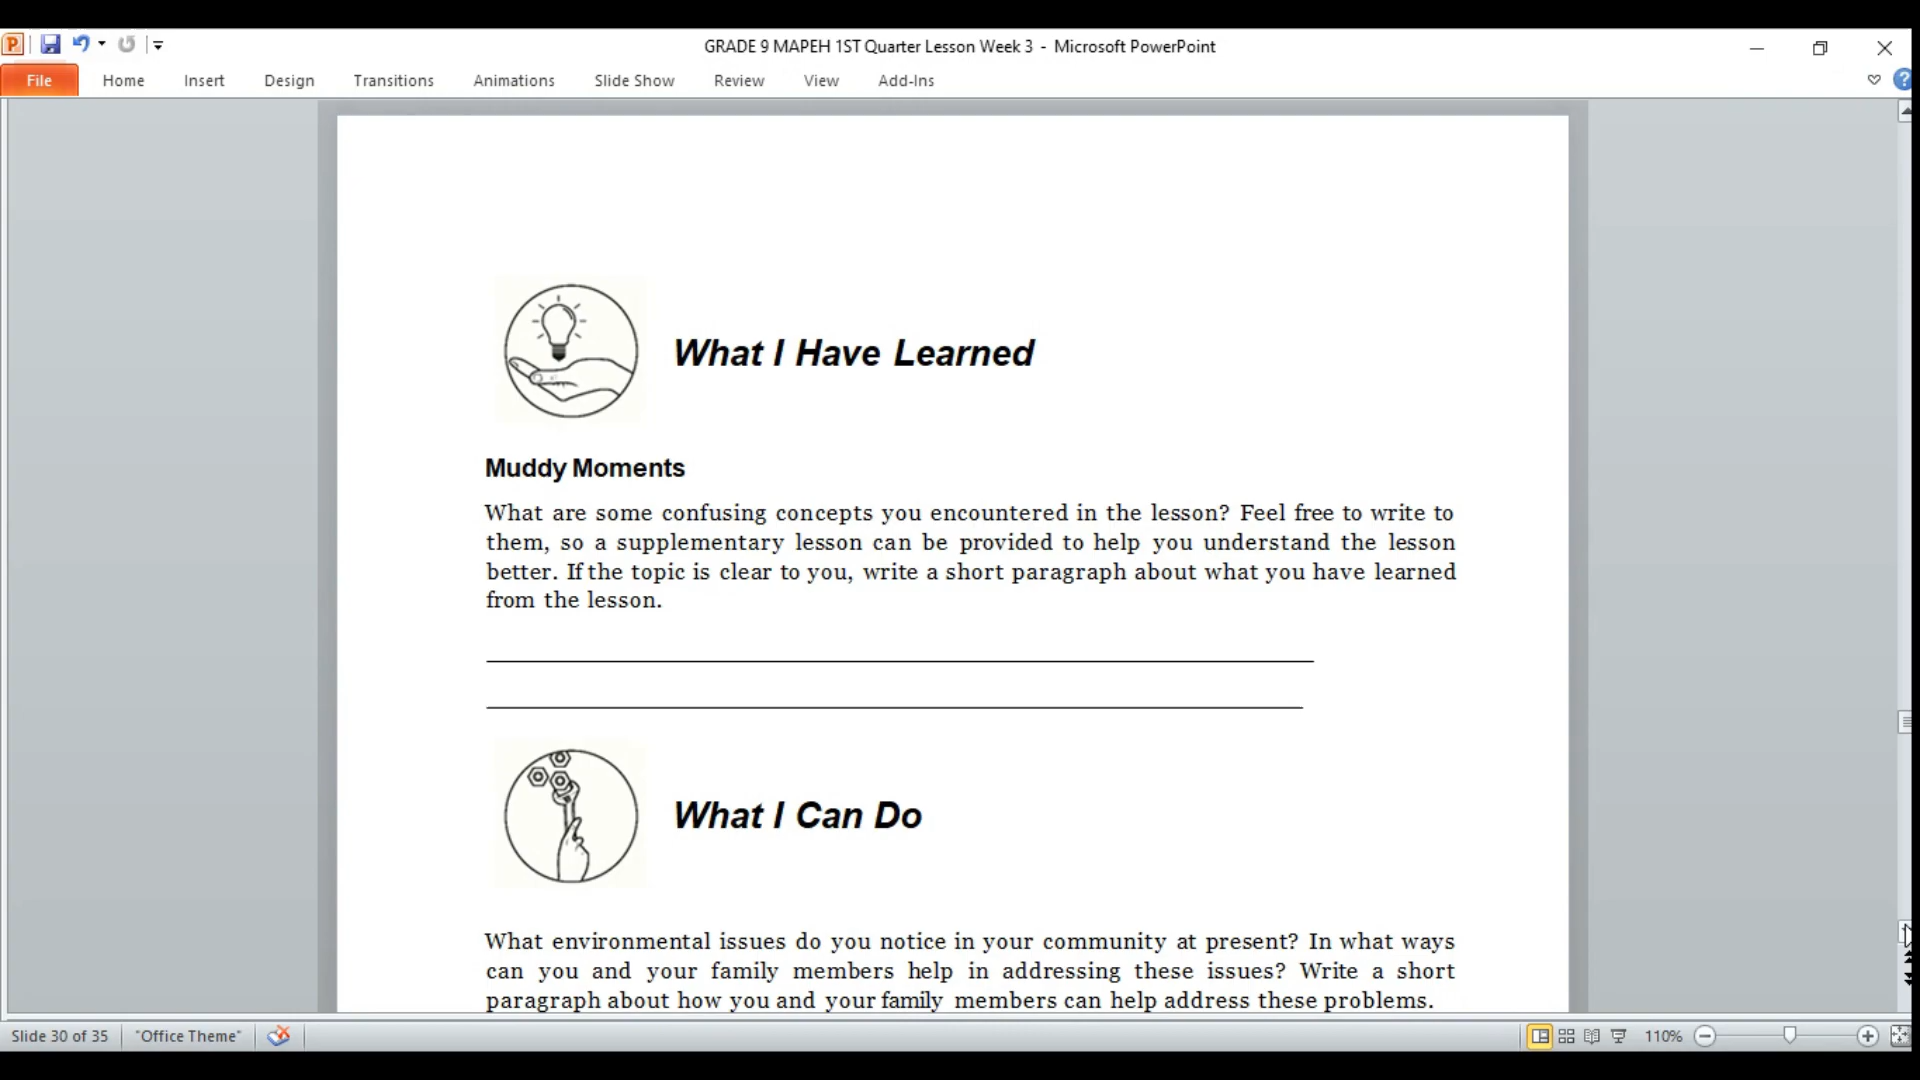 GRADE 9 MAPEH 1ST Quarter Lesson Week 3 - Microsoft PowerPoint
File Home Insert Design Transitions Animations Slide Show Review View Add-Ins
What I Have Learned
Muddy Moments
What are some confusing concepts you encountered in the lesson? Feel free to write to
them, so a supplementary lesson can be provided to help you understand the lesson
better. If the topic is clear to you, write a short paragraph about what you have learned
from the lesson.
What I Can Do
What environmental issues do you notice in your community at present? In what ways
can you and your family members help in addressing these issues? Write a short
paragraph about how you and your family members can help address these problems.
Slide 30 of 35 "Office Theme" 110%